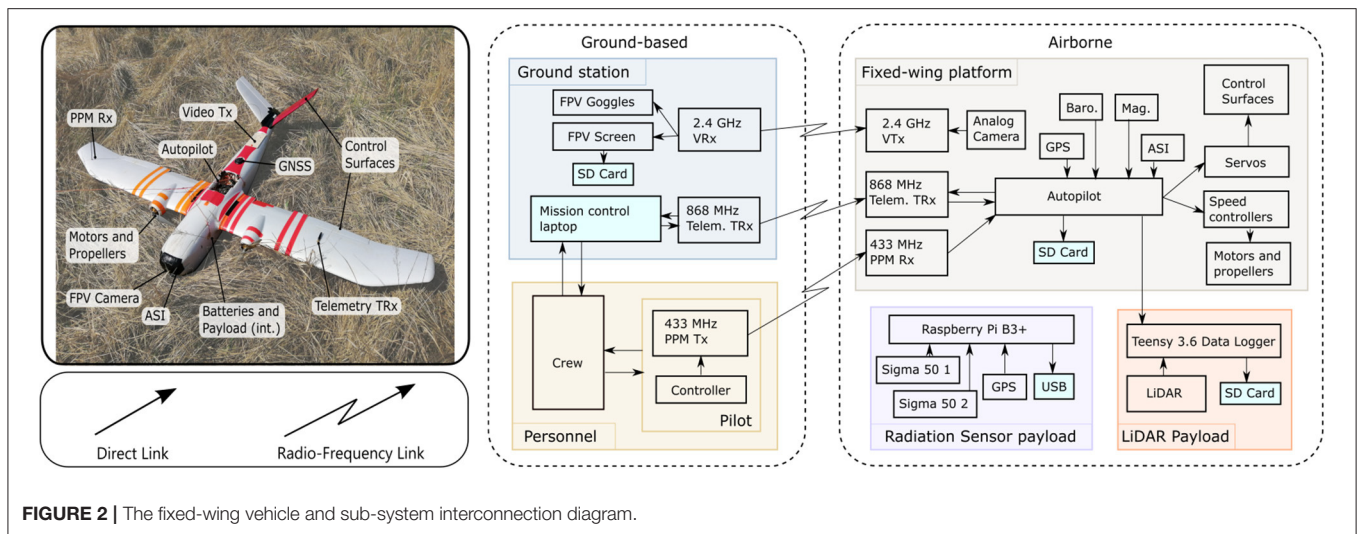 PPM Rx
Video Tx
Autopilot
GNSS
Control
Surfaces
Motors and
Propellers
FPV Camera
ASI
Batteries and
Payload (int.)
Telemetry TRx
Direct Link
Radio-Frequency Link
Ground-based
Ground station
FPV Goggles
FPV Screen
2.4 GHz
VRx
SD Card
Mission control
laptop
868 MHz
Telem. TRx
Crew
433 MHz
PPM Tx
Controller
Pilot
Personnel
Airborne
Fixed-wing platform
2.4 GHz
VTx
Analog
Camera
Baro.
Mag.
GPS
ASI
Control
Surfaces
Servos
868 MHz
Telem. TRx
Autopilot
Speed
controllers
433 MHz
PPM Rx
SD Card
Motors and
propellers
Raspberry Pi B3+
Sigma 50 1
Sigma 50 2
GPS
USB
Radiation Sensor payload
Teensy 3.6 Data Logger
LiDAR
SD Card
LiDAR Payload
FIGURE 2 | The fixed-wing vehicle and sub-system interconnection diagram.